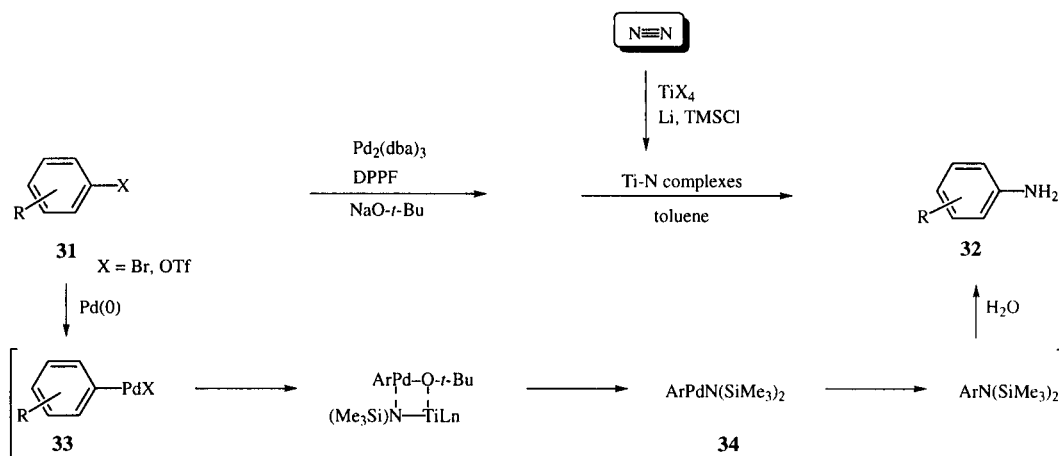 N≡N
TiX4
Li, TMSCl
Pd2(dba)3
DPPF
NaO-t-Bu
Ti-N complexes
toluene
X
R
31
X = Br, OTf
NH2
R
32
Pd(0)
H2O
PdX
R
33
ArPd-O-t-Bu
(Me3Si)N—TiLn
ArPdN(SiMe3)2
34
ArN(SiMe3)2